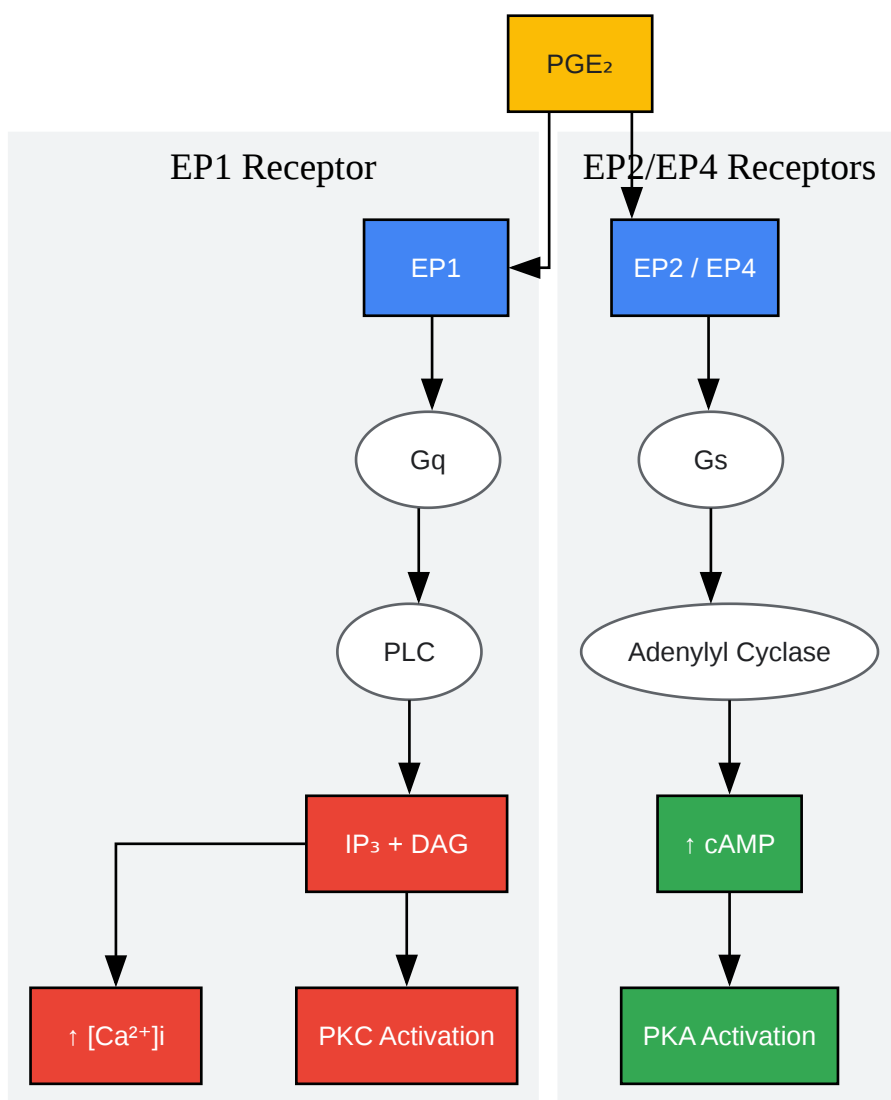 PGE₂
EP1 Receptor
EP2/EP4 Receptors
EP1
EP2 / EP4
Gq
Gs
PLC
Adenylyl Cyclase
IP₃ + DAG
↑ cAMP
↑ [Ca²⁺]i
PKC Activation
PKA Activation